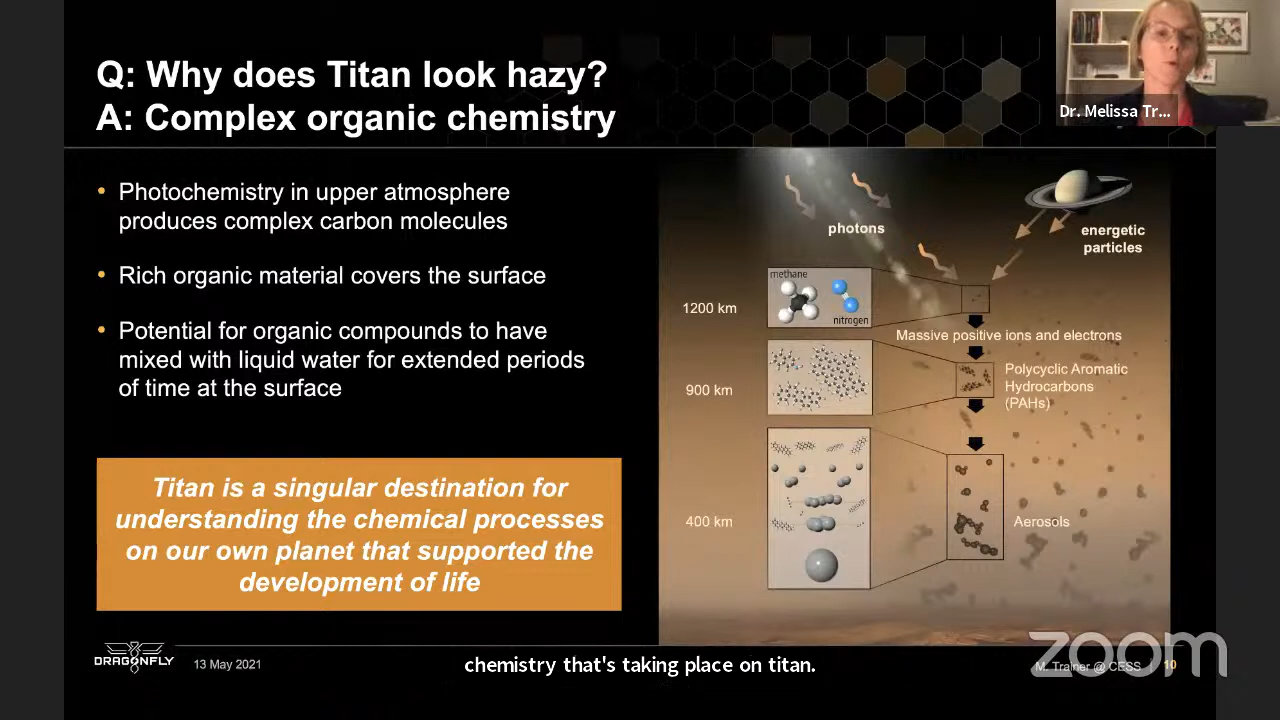 Q: Why does Titan look hazy?
A: Complex organic chemistry
Dr. Melissa Tr...
• Photochemistry in upper atmosphere
produces complex carbon molecules
• Rich organic material covers the surface
• Potential for organic compounds to have
mixed with liquid water for extended periods
of time at the surface
Titan is a singular destination for
understanding the chemical processes
on our own planet that supported the
development of life
photons
energetic
particles
methane
nitrogen
1200 km
Massive positive ions and electrons
900 km
Polycyclic Aromatic
Hydrocarbons
(PAHs)
400 km
Aerosols
DRAGONFLY
13 May 2021
chemistry that's taking place on titan.
M. Trainer @ CESS | 10
zoom